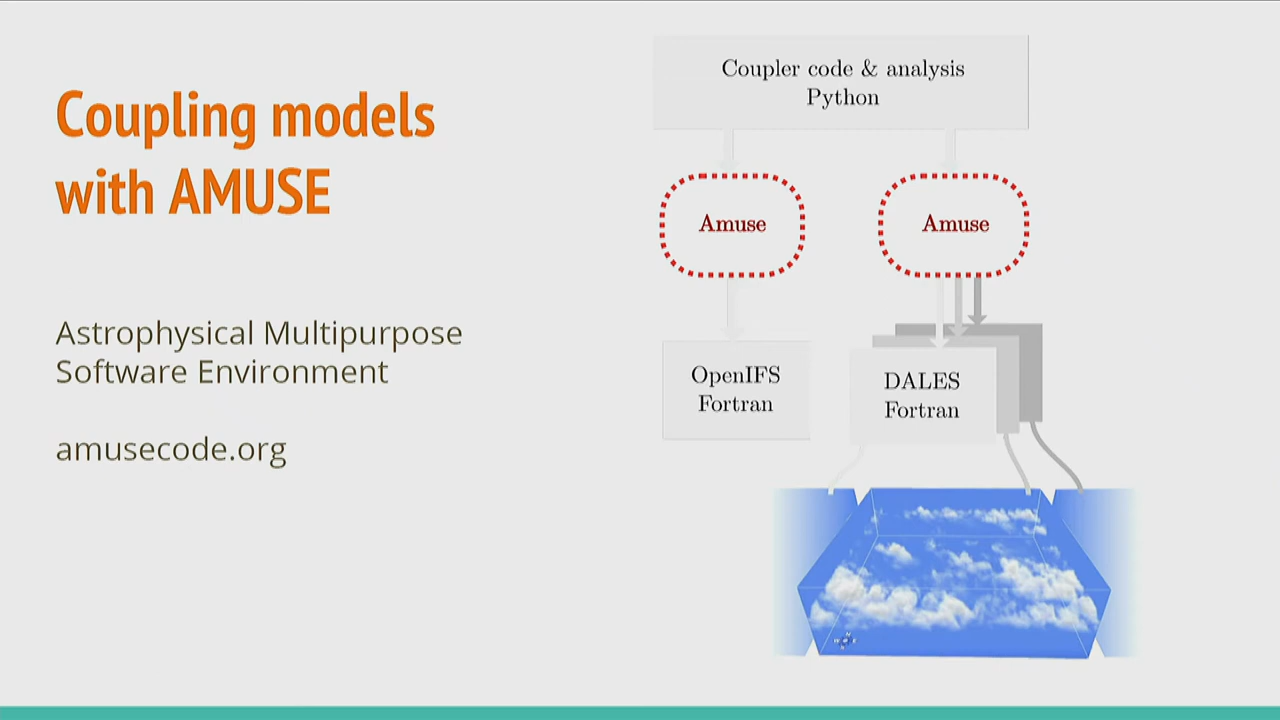 Coupling models
with AMUSE
Astrophysical Multipurpose
Software Environment
amusecode.org
Coupler code & analysis
Python
Amuse
Amuse
OpenIFS
Fortran
DALES
Fortran